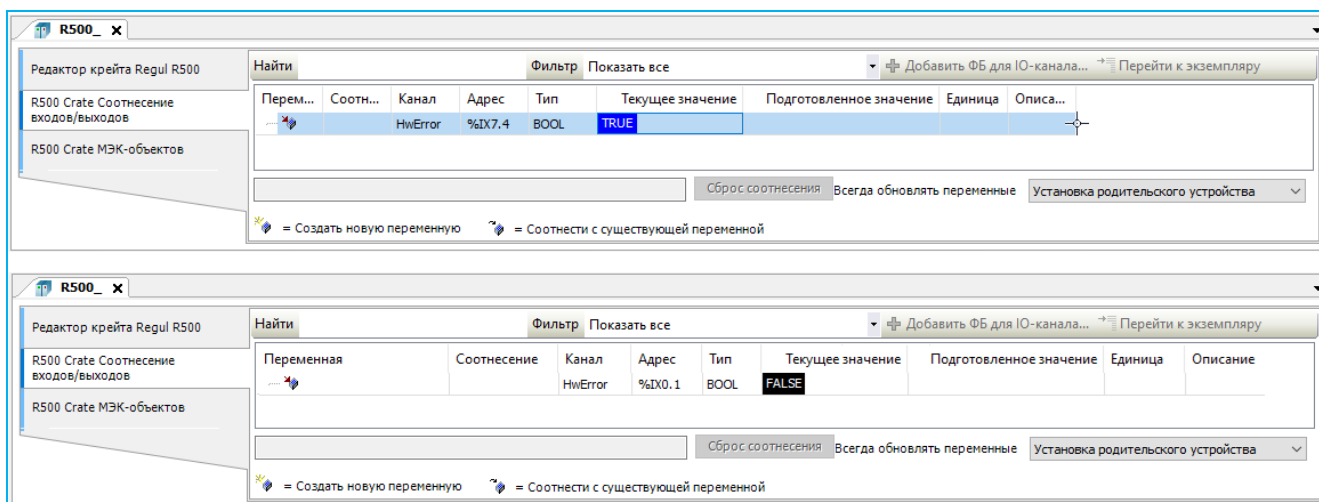 R500_ x
Редактор крейта Regul R500
Найти Фильтр Показать все Добавить ФБ для IO-канала... Перейти к экземпляру
R500 Crate Соотнесение входов/выходов
Перем... Соотн... Канал Адрес Тип Текущее значение Подготовленное значение Единица Описа...
HwError %IX7.4 BOOL TRUE
R500 Crate МЭК-объектов
Сброс соотнесения Всегда обновлять переменные Установка родительского устройства
= Создать новую переменную = Соотнести с существующей переменной
R500_ x
Редактор крейта Regul R500
Найти Фильтр Показать все Добавить ФБ для IO-канала... Перейти к экземпляру
R500 Crate Соотнесение входов/выходов
Переменная Соотнесение Канал Адрес Тип Текущее значение Подготовленное значение Единица Описание
HwError %IX0.1 BOOL FALSE
R500 Crate МЭК-объектов
Сброс соотнесения Всегда обновлять переменные Установка родительского устройства
= Создать новую переменную = Соотнести с существующей переменной